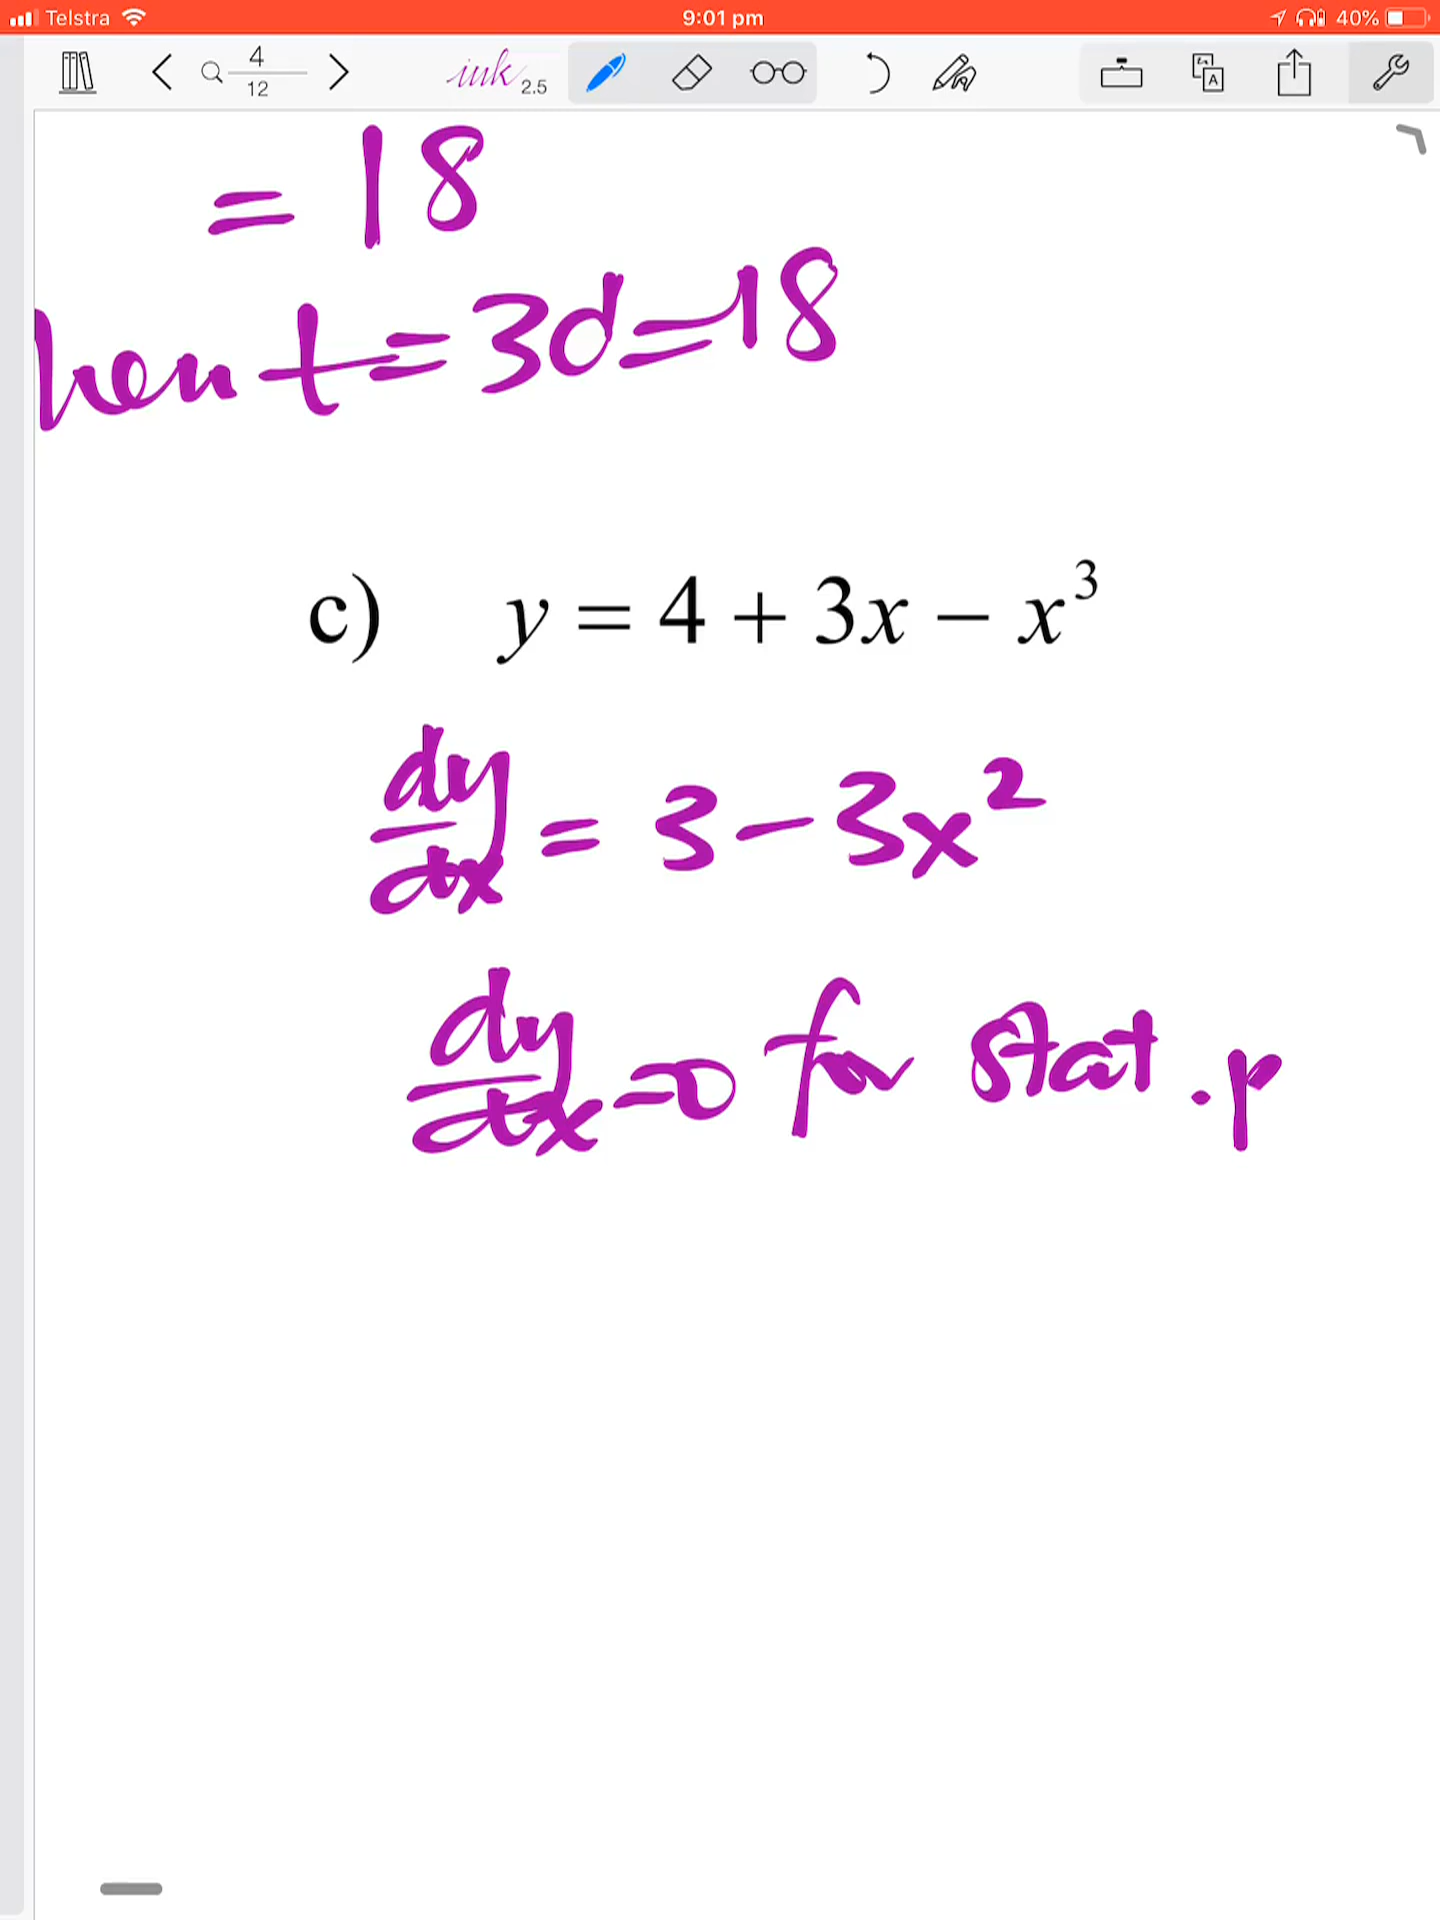 Telstra 9:01 pm 40%
4
12
ink 2.5
= 18
hen t = 3 d = 18
c) y = 4 + 3x − x³
dy/dx = 3 − 3x²
dy/dx = 0 for stat. p